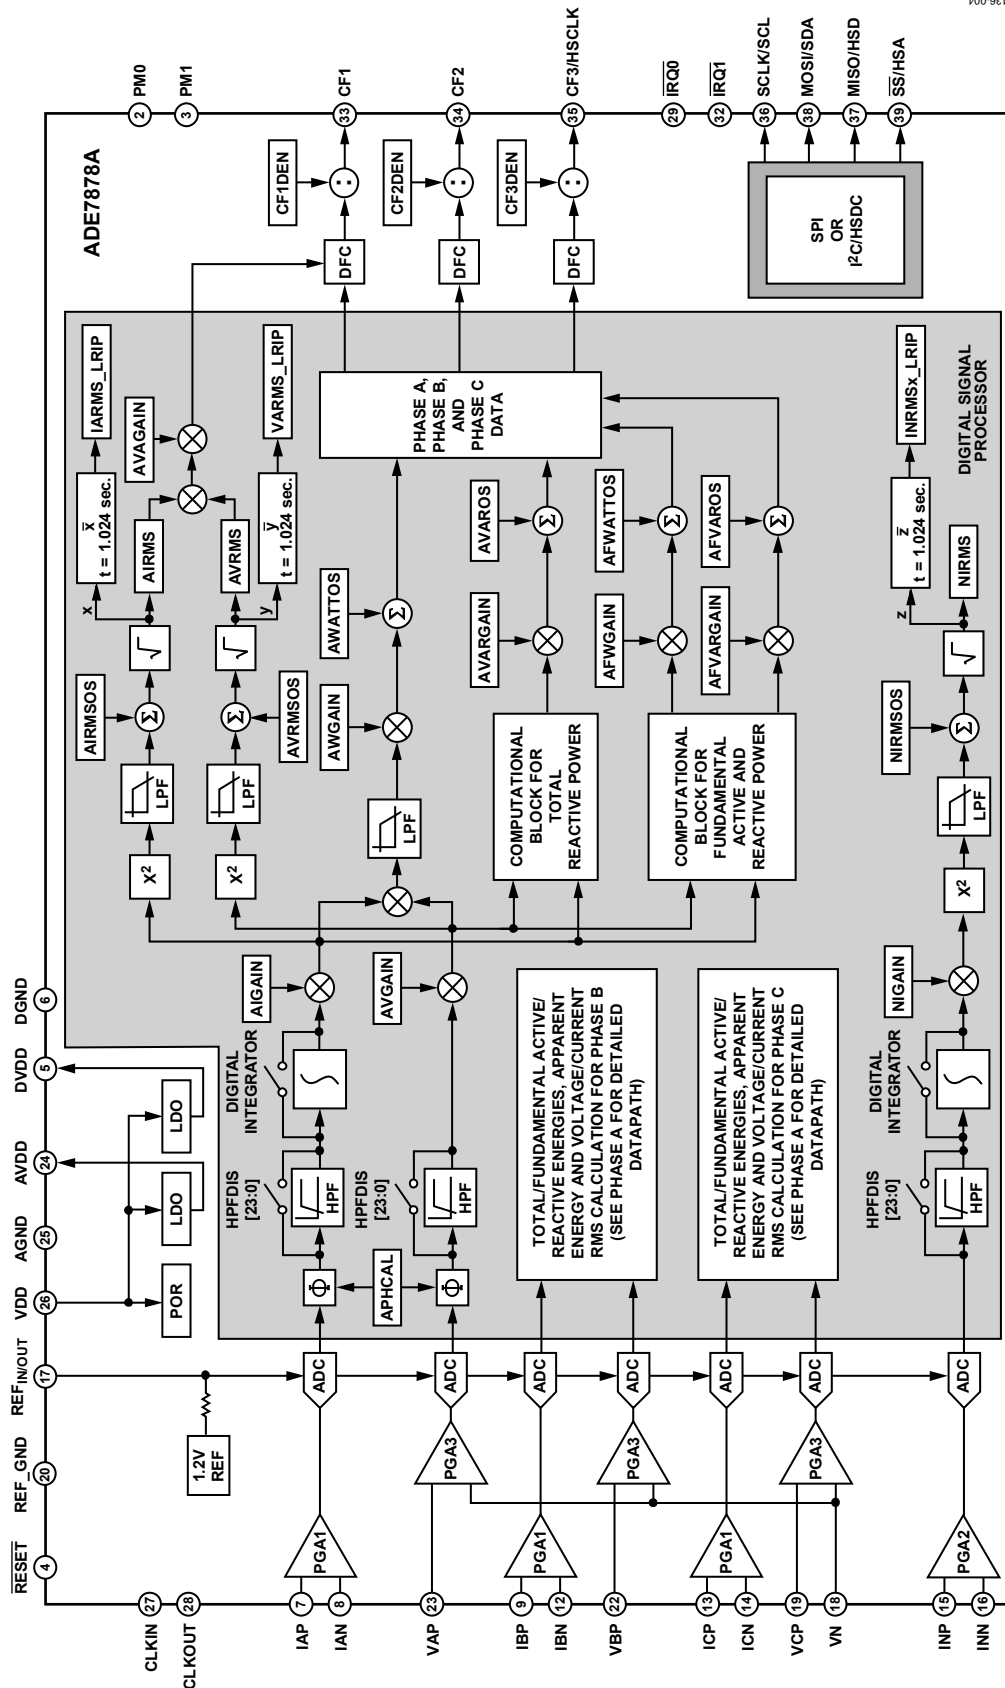 RESET
4
REF_GND
20
REFIN/OUT
17
VDD
26
AGND
25
AVDD
24
DVDD
5
DGND
6
CLKIN
27
CLKOUT
28
1.2V
REF
POR
LDO
LDO
ADE7878A
PM0
2
PM1
3
IAP
7
IAN
8
PGA1
ADC
Φ
HPFDIS
[23:0]
HPF
DIGITAL
INTEGRATOR
AIGAIN
X²
LPF
AIRMSOS
Σ
√
x
x̅
t = 1.024 sec.
IARMS_LRIP
AIRMS
AVAGAIN
VAP
23
PGA3
ADC
APHCAL
Φ
HPFDIS
[23:0]
HPF
AVGAIN
X²
LPF
AVRMSOS
Σ
√
AVRMS
y
y̅
t = 1.024 sec.
VARMS_LRIP
LPF
AWGAIN
AWATTOS
Σ
COMPUTATIONAL
BLOCK FOR
TOTAL
REACTIVE POWER
AVARGAIN
AVAROS
Σ
COMPUTATIONAL
BLOCK FOR
FUNDAMENTAL
ACTIVE AND
REACTIVE POWER
AFWGAIN
AFWATTOS
Σ
AFVARGAIN
AFVAROS
Σ
PHASE A,
PHASE B,
AND
PHASE C
DATA
DFC
CF1DEN
:
CF1
33
DFC
CF2DEN
:
CF2
34
DFC
CF3DEN
:
CF3/HSCLK
35
IRQ0
29
IRQ1
32
SCLK/SCL
36
MOSI/SDA
38
MISO/HSD
37
SS/HSA
39
SPI
OR
I²C/HSDC
IBP
9
IBN
12
PGA1
ADC
VBP
22
PGA3
ADC
TOTAL/FUNDAMENTAL ACTIVE/
REACTIVE ENERGIES, APPARENT
ENERGY AND VOLTAGE/CURRENT
RMS CALCULATION FOR PHASE B
(SEE PHASE A FOR DETAILED
DATAPATH)
ICP
13
ICN
14
PGA1
ADC
VCP
19
VN
18
PGA3
ADC
TOTAL/FUNDAMENTAL ACTIVE/
REACTIVE ENERGIES, APPARENT
ENERGY AND VOLTAGE/CURRENT
RMS CALCULATION FOR PHASE C
(SEE PHASE A FOR DETAILED
DATAPATH)
INP
15
INN
16
PGA2
ADC
HPFDIS
[23:0]
HPF
DIGITAL
INTEGRATOR
NIGAIN
X²
LPF
NIRMSOS
Σ
√
NIRMS
z
z̅
t = 1.024 sec.
INRMSx_LRIP
DIGITAL SIGNAL
PROCESSOR